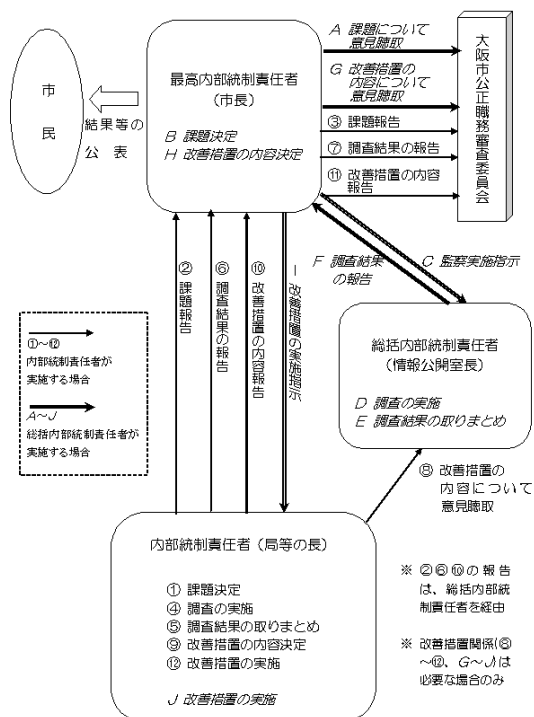 市民
結果等の
公表
最高内部統制責任者
(市長)
B 課題決定
H 改善措置の内容決定
A 課題について
意見聴取
G 改善措置の
内容について
意見聴取
③ 課題報告
⑦ 調査結果の報告
⑪ 改善措置の内容
報告
大阪市公正職務審査委員会
② 課題報告
⑥ 調査結果の報告
⑩ 改善措置の内容報告
I 改善措置の実施指示
F 調査結果
の報告
C 監察実施指示
①～⑫
内部統制責任者が
実施する場合
A～J
総括内部統制責任者が
実施する場合
総括内部統制責任者
(情報公開室長)
D 調査の実施
E 調査結果の取りまとめ
⑧ 改善措置の
内容について
意見聴取
内部統制責任者（局等の長）
① 課題決定
④ 調査の実施
⑤ 調査結果の取りまとめ
⑨ 改善措置の内容決定
⑫ 改善措置の実施
J 改善措置の実施
※ ②⑥⑩の報告
は、総括内部統
制責任者を経由
※ 改善措置関係(⑧
～⑫、G～J)は
必要な場合のみ